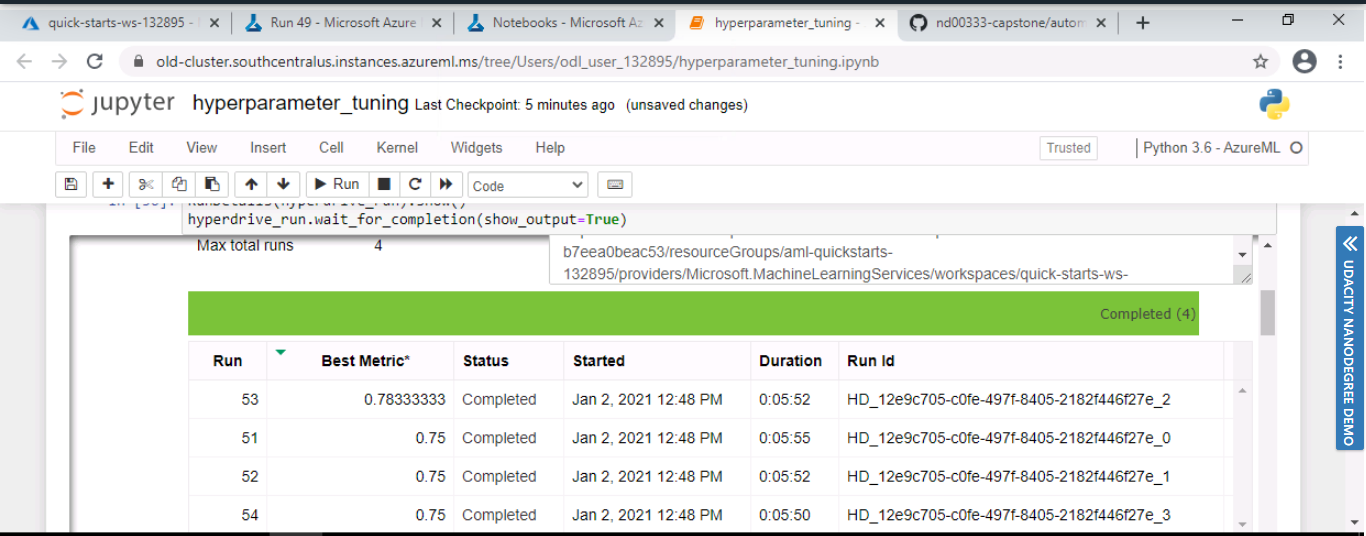 quick-starts-ws-132895 -
Run 49 - Microsoft Azure
Notebooks - Microsoft Az
hyperparameter_tuning -
nd00333-capstone/autom
old-cluster.southcentralus.instances.azureml.ms/tree/Users/odl_user_132895/hyperparameter_tuning.ipynb
jupyter hyperparameter_tuning Last Checkpoint: 5 minutes ago (unsaved changes)
File Edit View Insert Cell Kernel Widgets Help Trusted Python 3.6 - AzureML
Run Code
RunDetails(hyperdrive_run).show()
hyperdrive_run.wait_for_completion(show_output=True)
Max total runs 4
b7eea0beac53/resourceGroups/aml-quickstarts-
132895/providers/Microsoft.MachineLearningServices/workspaces/quick-starts-ws-
Completed (4)
Run Best Metric* Status Started Duration Run Id
53 0.78333333 Completed Jan 2, 2021 12:48 PM 0:05:52 HD_12e9c705-c0fe-497f-8405-2182f446f27e_2
51 0.75 Completed Jan 2, 2021 12:48 PM 0:05:55 HD_12e9c705-c0fe-497f-8405-2182f446f27e_0
52 0.75 Completed Jan 2, 2021 12:48 PM 0:05:52 HD_12e9c705-c0fe-497f-8405-2182f446f27e_1
54 0.75 Completed Jan 2, 2021 12:48 PM 0:05:50 HD_12e9c705-c0fe-497f-8405-2182f446f27e_3
UDACITY NANODEGREE DEMO